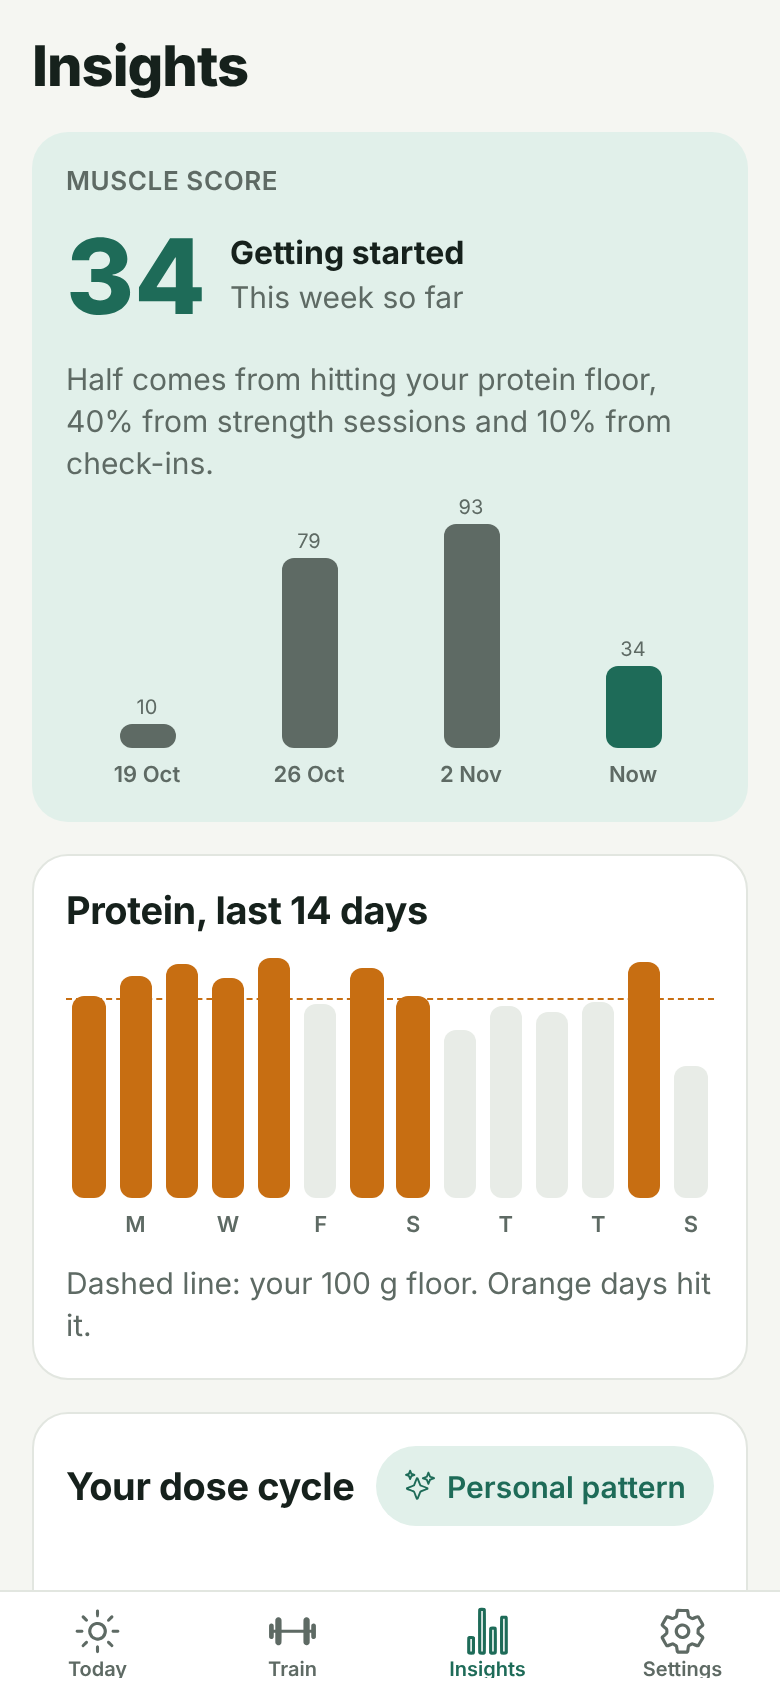 Insights
MUSCLE SCORE
34
Getting started
This week so far
Half comes from hitting your protein floor,
40% from strength sessions and 10% from
check-ins.
10
79
93
34
19 Oct
26 Oct
2 Nov
Now
Protein, last 14 days
M
W
F
S
T
T
S
Dashed line: your 100 g floor. Orange days hit
it.
Your dose cycle
Personal pattern
Today
Train
Insights
Settings